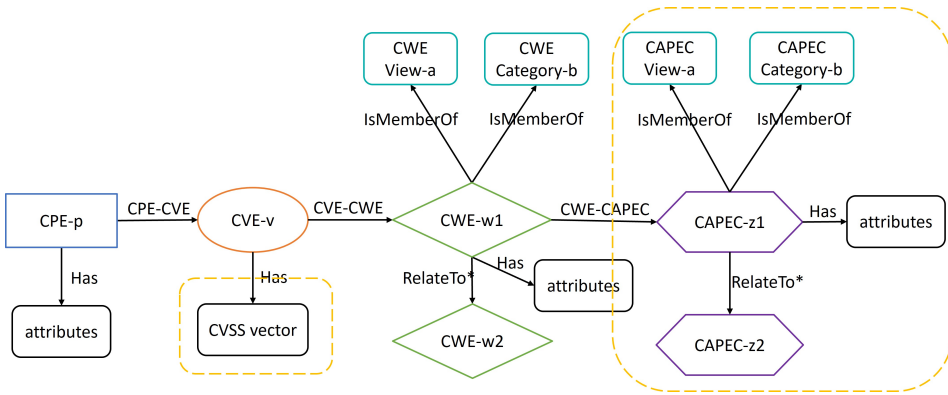 CWE
View-a
CWE
Category-b
CAPEC
View-a
CAPEC
Category-b
IsMemberOf
IsMemberOf
IsMemberOf
IsMemberOf
CPE-p
CPE-CVE
CVE-v
CVE-CWE
CWE-w1
CWE-CAPEC
CAPEC-z1
Has
attributes
Has
attributes
Has
CVSS vector
RelateTo*
Has
attributes
CWE-w2
RelateTo*
CAPEC-z2